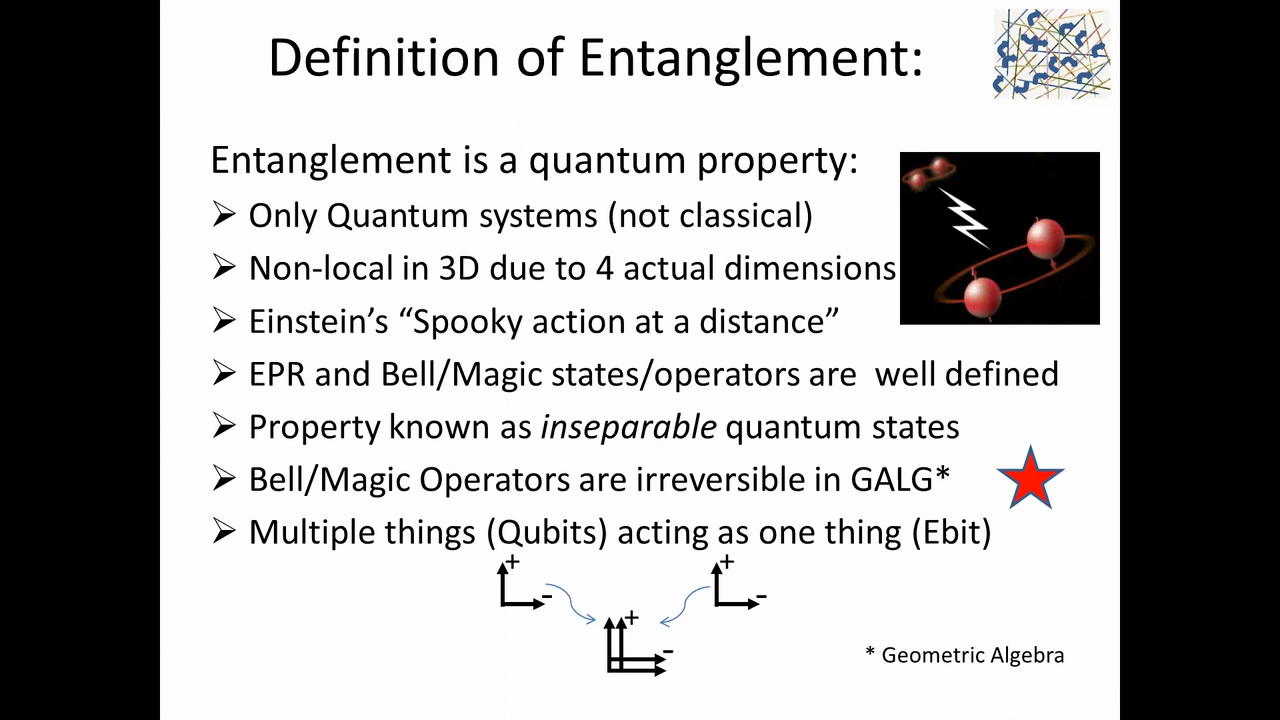 Definition of Entanglement:
Entanglement is a quantum property:
➢ Only Quantum systems (not classical)
➢ Non-local in 3D due to 4 actual dimensions
➢ Einstein’s “Spooky action at a distance”
➢ EPR and Bell/Magic states/operators are  well defined
➢ Property known as inseparable quantum states
➢ Bell/Magic Operators are irreversible in GALG*
➢ Multiple things (Qubits) acting as one thing (Ebit)
+ +
- -
+
-
* Geometric Algebra